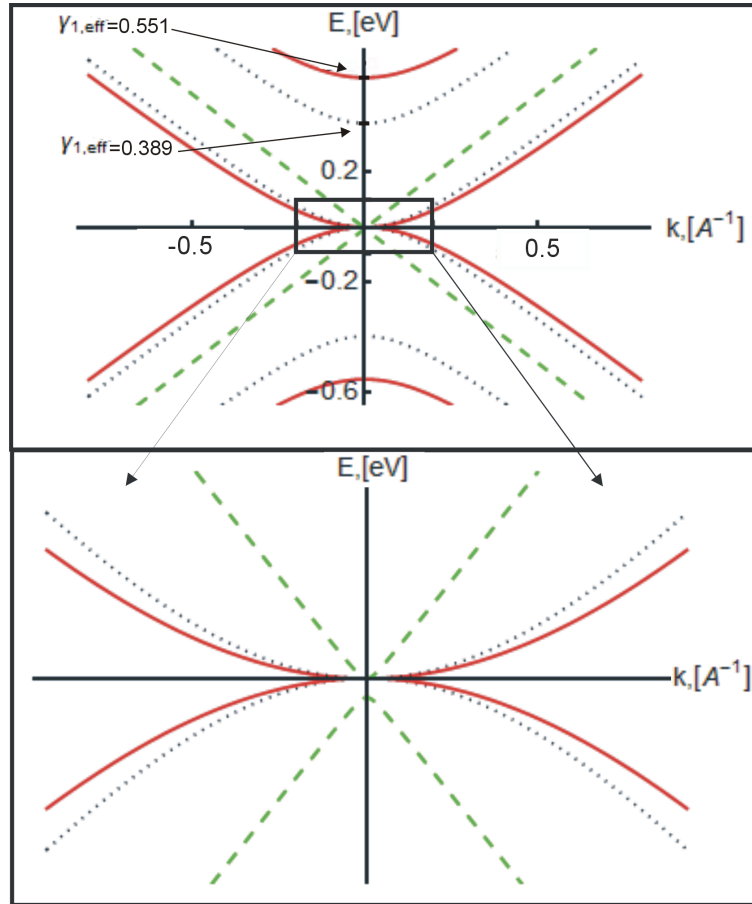 γ1,eff=0.551
E,[eV]
γ1,eff=0.389
0.2
-0.5
0.5
k,[A⁻¹]
−0.2
−0.6
E,[eV]
k,[A⁻¹]